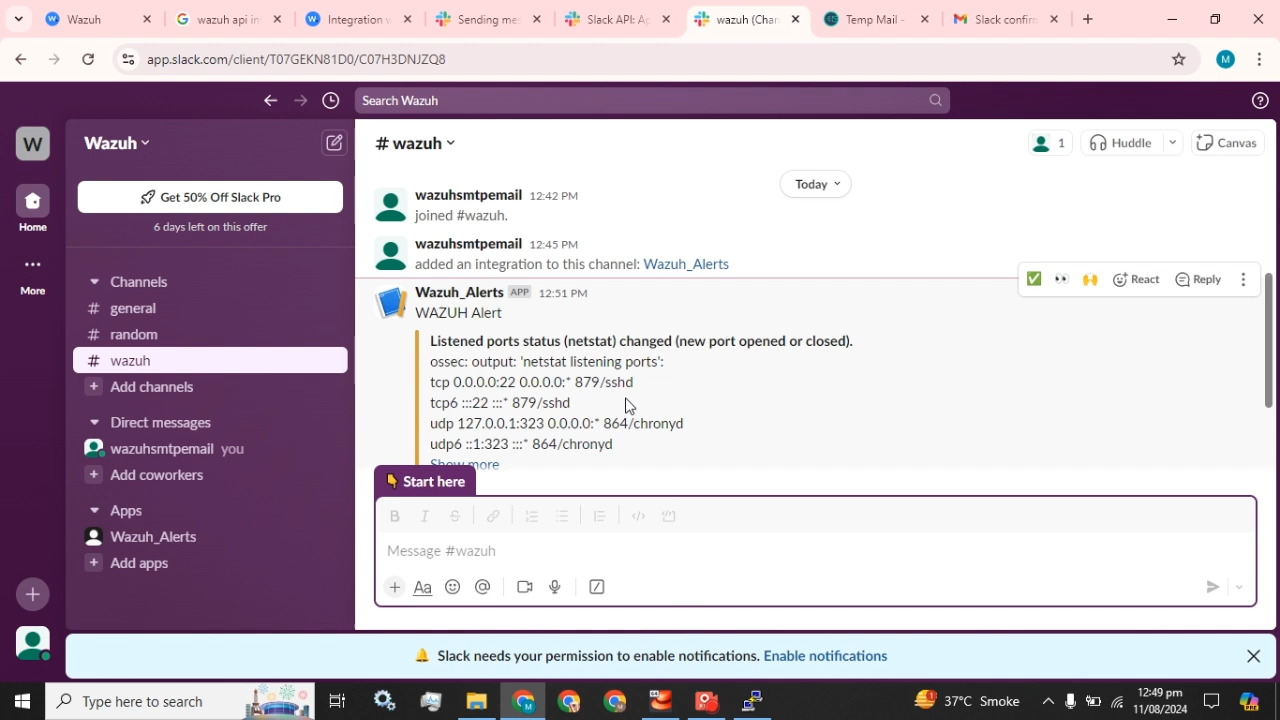 Wazuh
wazuh api in
Integration w
Sending mes
Slack API: Ap
wazuh (Chan
Temp Mail -
Slack confirm
app.slack.com/client/T07GEKN81D0/C07H3DNJZQ8
M
Search Wazuh
W
Home
More
Wazuh
Get 50% Off Slack Pro
6 days left on this offer
Channels
# general
# random
# wazuh
+ Add channels
Direct messages
wazuhsmtpemail you
+ Add coworkers
Apps
Wazuh_Alerts
+ Add apps
# wazuh
1
Huddle
Canvas
Today
wazuhsmtpemail 12:42 PM
joined #wazuh.
wazuhsmtpemail 12:45 PM
added an integration to this channel: Wazuh_Alerts
React
Reply
Wazuh_Alerts APP 12:51 PM
WAZUH Alert
Listened ports status (netstat) changed (new port opened or closed).
ossec: output: 'netstat listening ports':
tcp 0.0.0.0:22 0.0.0.0:* 879/sshd
tcp6 :::22 :::* 879/sshd
udp 127.0.0.1:323 0.0.0.0:* 864/chronyd
udp6 ::1:323 :::* 864/chronyd
Show more
Start here
B I S
Message #wazuh
+ Aa @
Slack needs your permission to enable notifications. Enable notifications
Type here to search
37°C Smoke
12:49 pm
11/08/2024